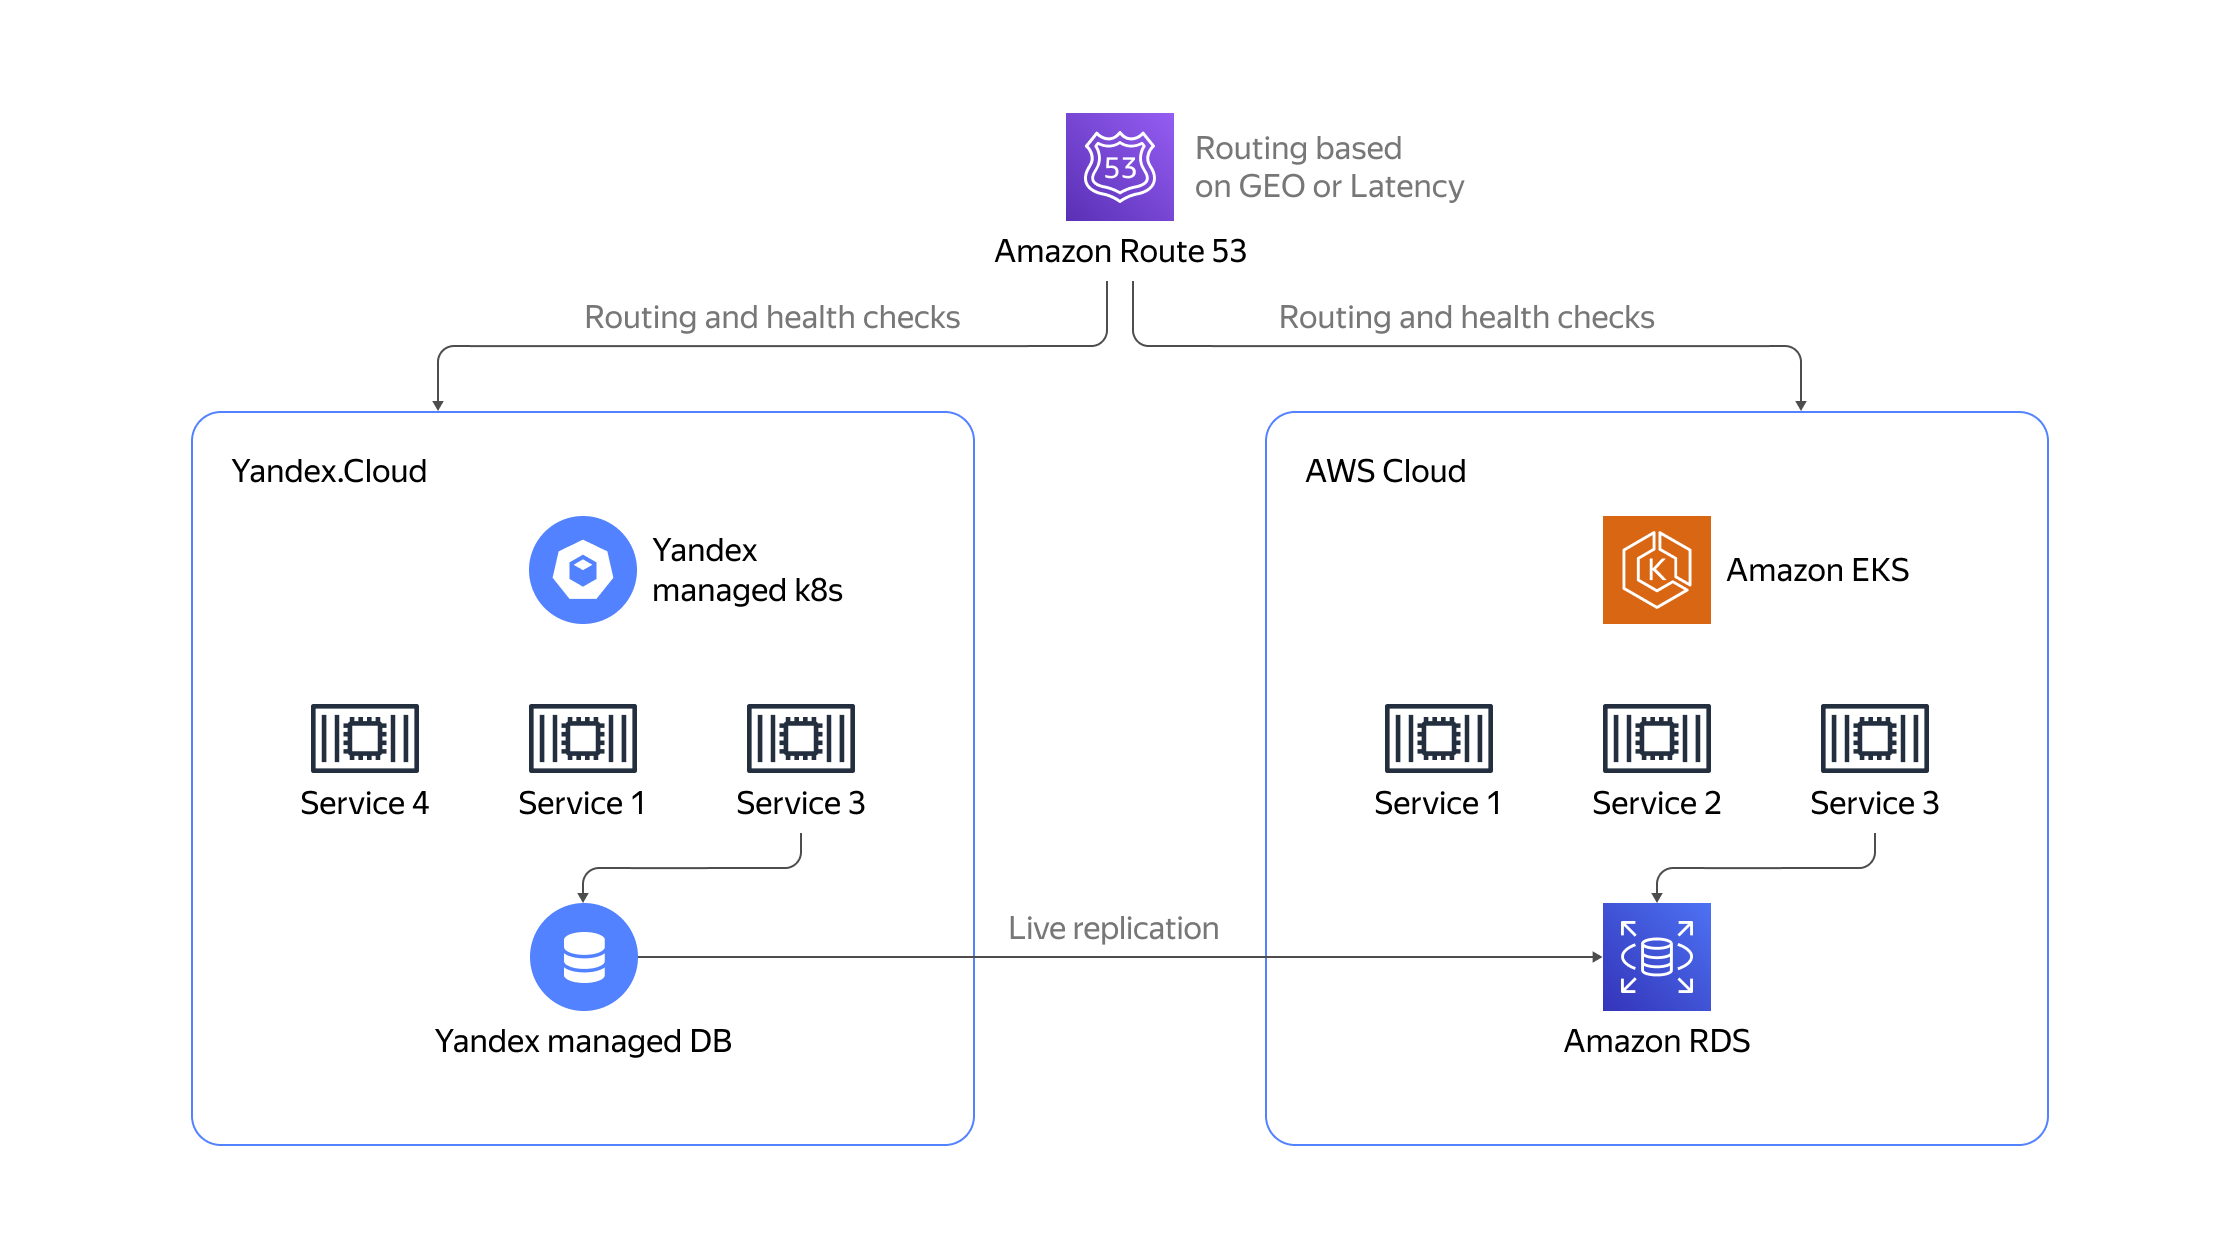 53
Routing based
on GEO or Latency
Amazon Route 53
Routing and health checks
Routing and health checks
Yandex.Cloud
Yandex
managed k8s
Service 4
Service 1
Service 3
Yandex managed DB
Live replication
AWS Cloud
K
Amazon EKS
Service 1
Service 2
Service 3
Amazon RDS